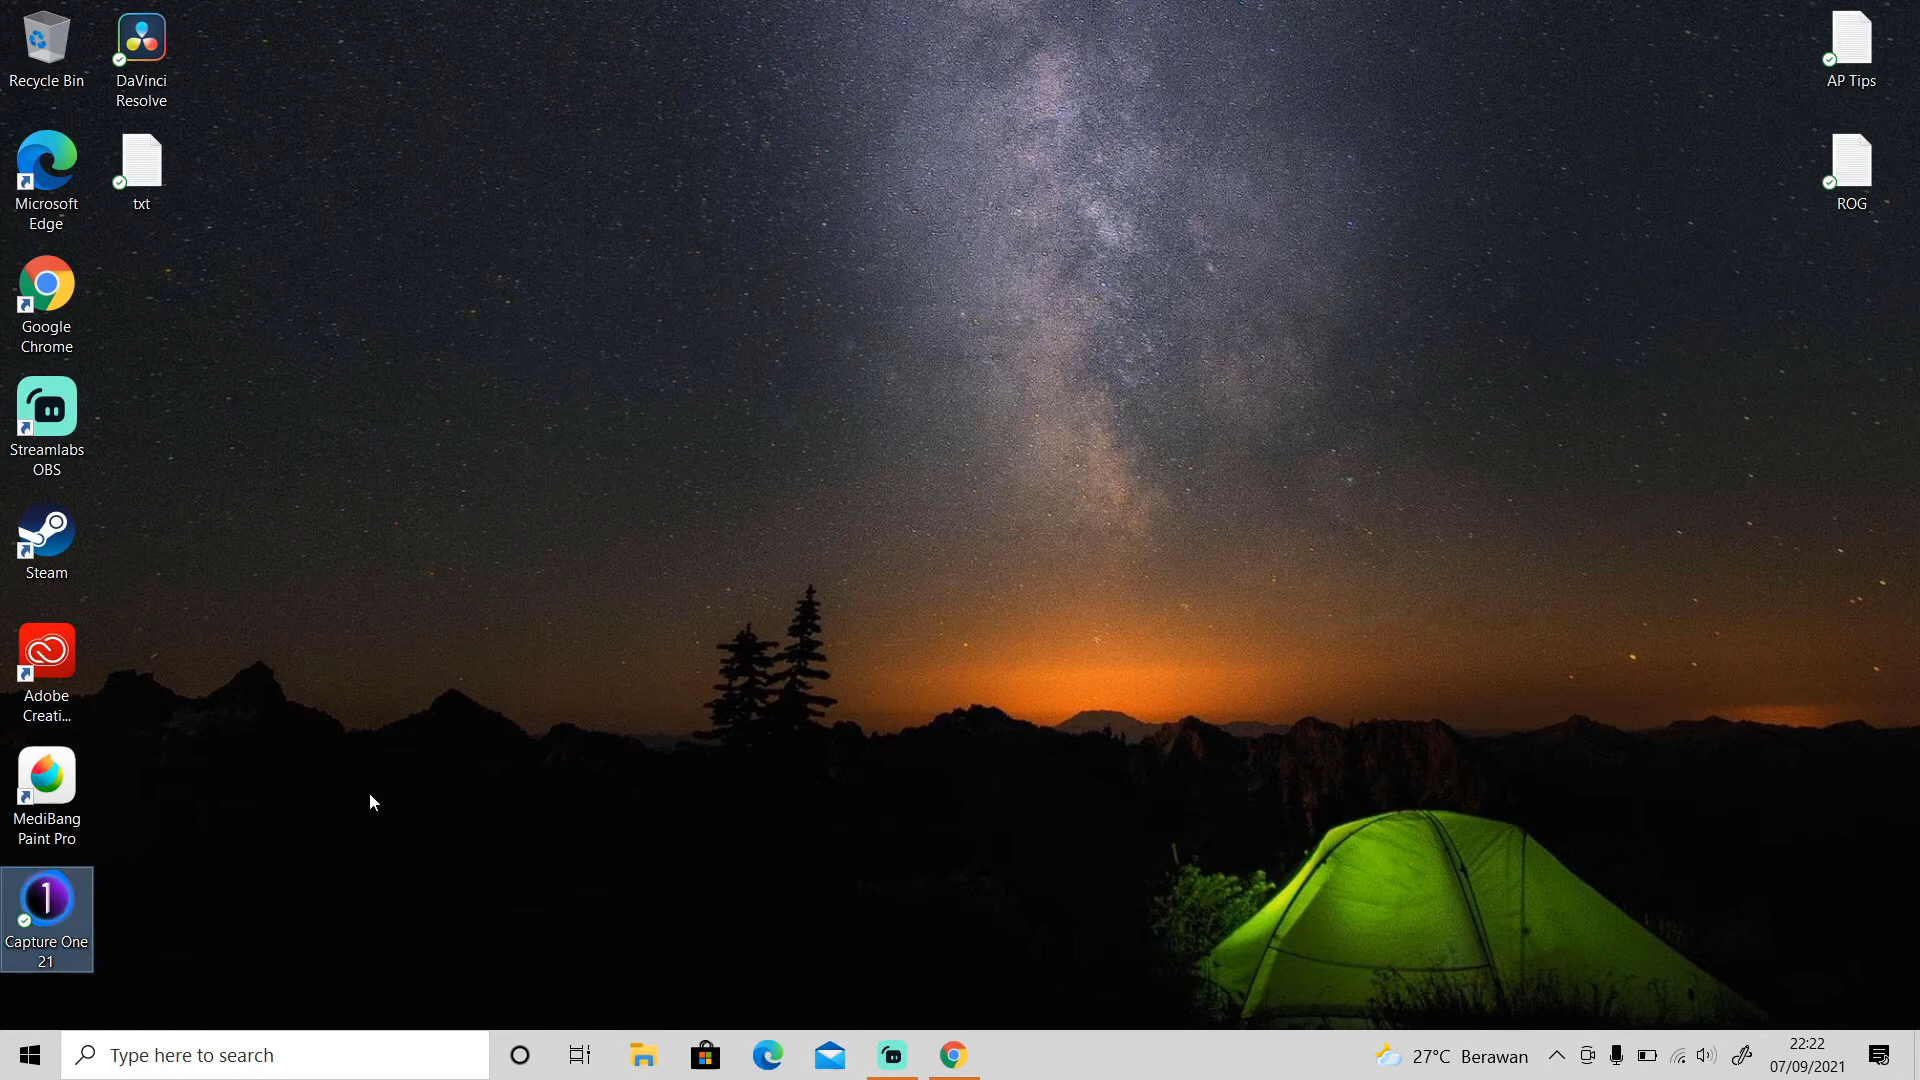 Recycle Bin
DaVinci
Resolve
AP Tips
Microsoft
Edge
txt
ROG
Google
Chrome
Streamlabs
OBS
Steam
Adobe
Creati...
MediBang
Paint Pro
1
Capture One
21
Type here to search
27°C Berawan
22:22
07/09/2021